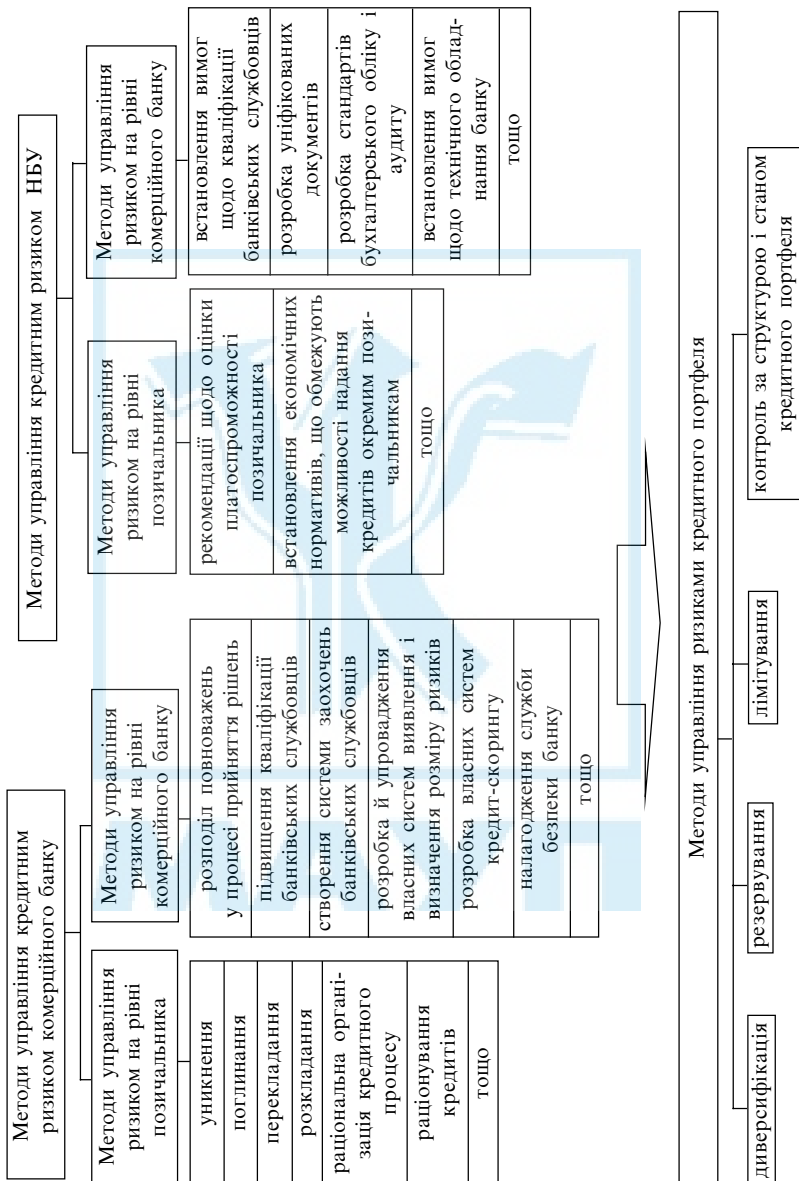 Методи управління кредитним
ризиком комерційного банку
Методи управління
ризиком на рівні
позичальника
уникнення
поглинання
перекладання
розкладання
раціональна органі-
зація кредитного
процесу
раціонування
кредитів
тощо
Методи управління
ризиком на рівні
комерційного банку
розподіл повноважень
у процесі прийняття рішень
підвищення кваліфікації
банківських службовців
створення системи заохочень
банківських службовців
розробка й упровадження
власних систем виявлення і
визначення розміру ризиків
розробка власних систем
кредит-скорингу
налагодження служби
безпеки банку
тощо
Методи управління кредитним ризиком НБУ
Методи управління
ризиком на рівні
позичальника
рекомендації щодо оцінки
платоспроможності
позичальника
встановлення економічних
нормативів, що обмежують
можливості надання
кредитів окремим пози-
чальникам
тощо
Методи управління
ризиком на рівні
комерційного банку
встановлення вимог
щодо кваліфікації
банківських службовців
розробка уніфікованих
документів
розробка стандартів
бухгалтерського обліку і
аудиту
встановлення вимог
щодо технічного облад-
нання банку
тощо
Методи управління ризиками кредитного портфеля
диверсифікація
резервування
лімітування
контроль за структурою і станом
кредитного портфеля
МАУП